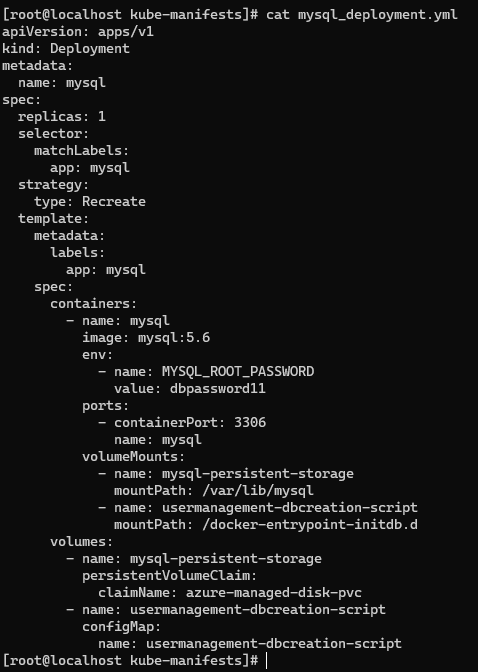 [root@localhost kube-manifests]# cat mysql_deployment.yml
apiVersion: apps/v1
kind: Deployment
metadata:
  name: mysql
spec:
  replicas: 1
  selector:
    matchLabels:
      app: mysql
  strategy:
    type: Recreate
  template:
    metadata:
      labels:
        app: mysql
    spec:
      containers:
        - name: mysql
          image: mysql:5.6
          env:
            - name: MYSQL_ROOT_PASSWORD
              value: dbpassword11
          ports:
            - containerPort: 3306
              name: mysql
          volumeMounts:
            - name: mysql-persistent-storage
              mountPath: /var/lib/mysql
            - name: usermanagement-dbcreation-script
              mountPath: /docker-entrypoint-initdb.d
      volumes:
        - name: mysql-persistent-storage
          persistentVolumeClaim:
            claimName: azure-managed-disk-pvc
        - name: usermanagement-dbcreation-script
          configMap:
            name: usermanagement-dbcreation-script
[root@localhost kube-manifests]#